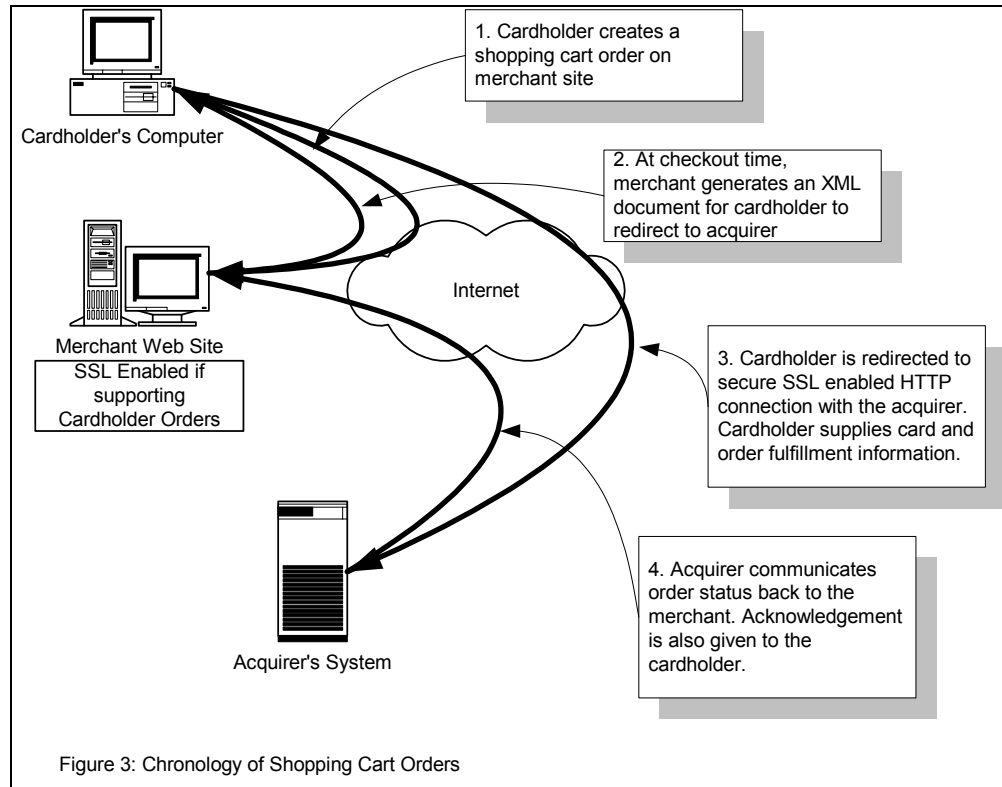 1. Cardholder creates a
shopping cart order on
merchant site
Cardholder's Computer
2. At checkout time,
merchant generates an XML
document for cardholder to
redirect to acquirer
Internet
Merchant Web Site
SSL Enabled if
supporting
Cardholder Orders
3. Cardholder is redirected to
secure SSL enabled HTTP
connection with the acquirer.
Cardholder supplies card and
order fulfillment information.
4. Acquirer communicates
order status back to the
merchant. Acknowledgement
is also given to the
cardholder.
Acquirer's System
Figure 3: Chronology of Shopping Cart Orders